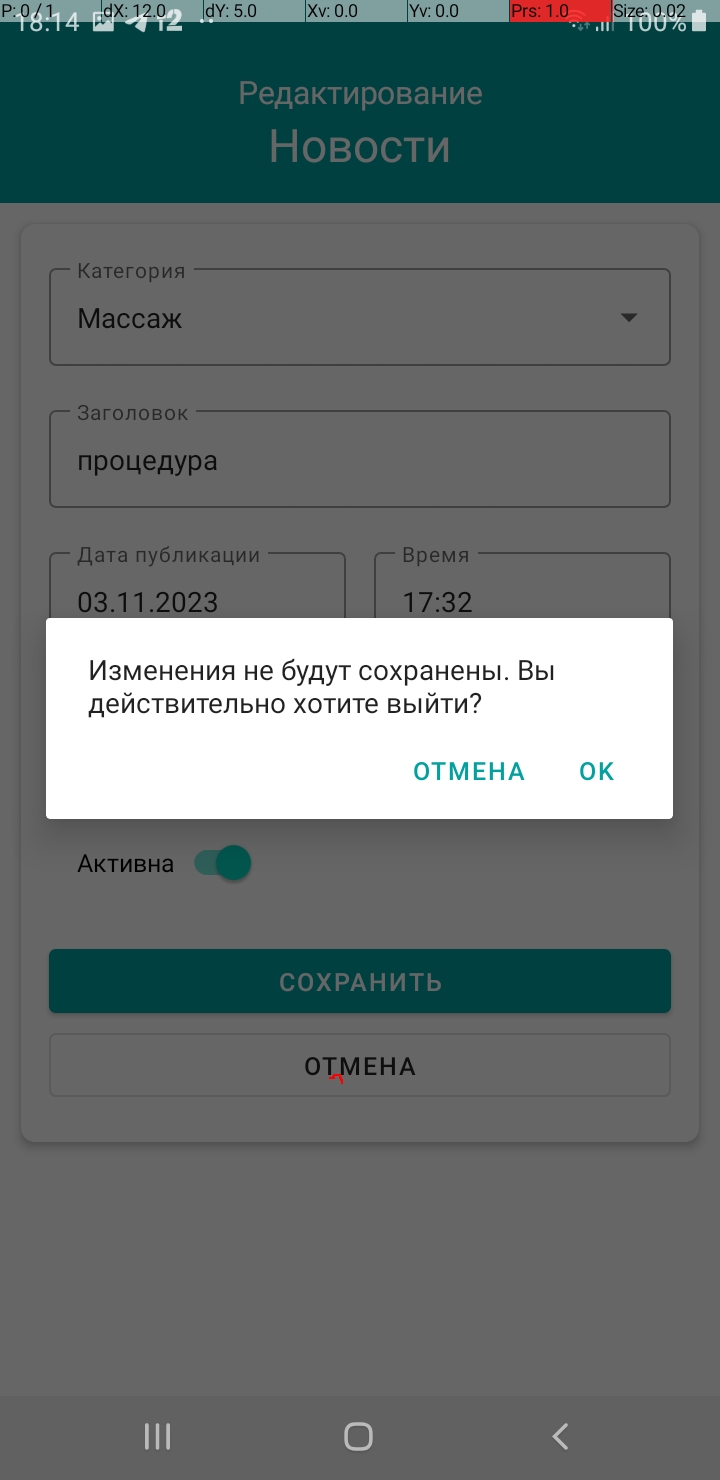 P: 0 / 1 dX: 12.0 dY: 5.0 Xv: 0.0 Yv: 0.0 Prs: 1.0 Size: 0.02
18:14 100%
Редактирование
Новости
Категория
Массаж
Заголовок
процедура
Дата публикации Время
03.11.2023 17:32
Изменения не будут сохранены. Вы
действительно хотите выйти?
ОТМЕНА OK
Активна
СОХРАНИТЬ
ОТМЕНА